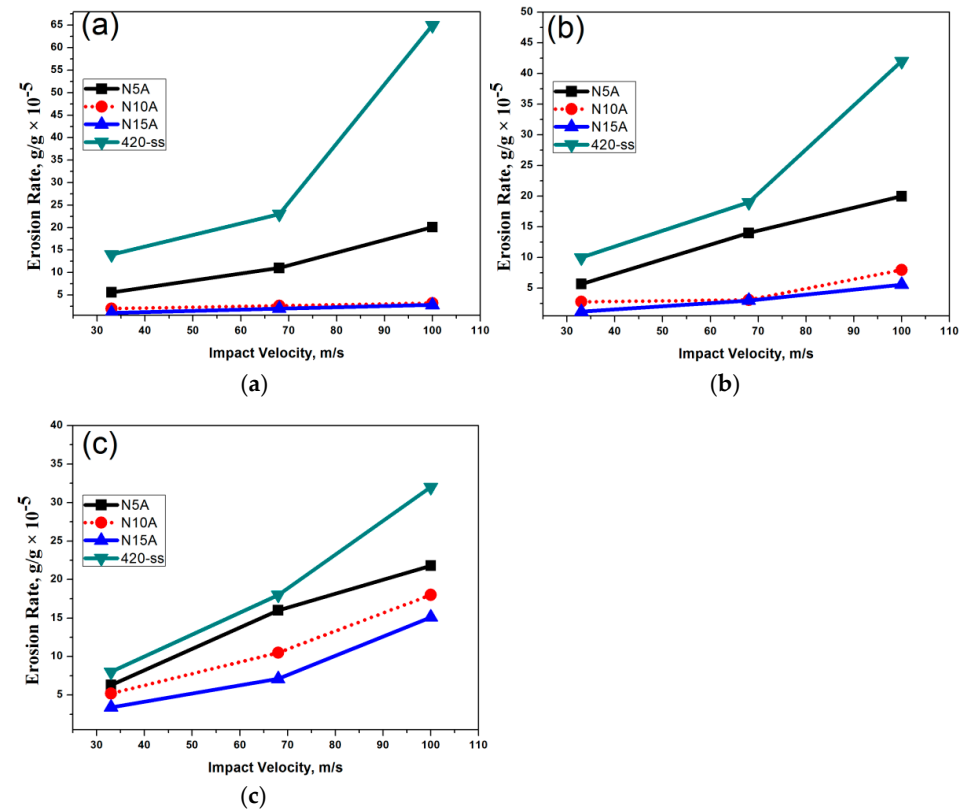 (a)
65
60
55
50
45
40
35
30
25
20
15
10
5
Erosion Rate, g/g × 10-5
N5A
N10A
N15A
420-ss
30 40 50 60 70 80 90 100 110
Impact Velocity, m/s
(a)
(b)
50
45
40
35
30
25
20
15
10
5
Erosion Rate, g/g × 10-5
N5A
N10A
N15A
420-ss
30 40 50 60 70 80 90 100 110
Impact Velocity, m/s
(b)
(c)
40
35
30
25
20
15
10
5
Erosion Rate, g/g × 10-5
N5A
N10A
N15A
420-ss
30 40 50 60 70 80 90 100 110
Impact Velocity, m/s
(c)